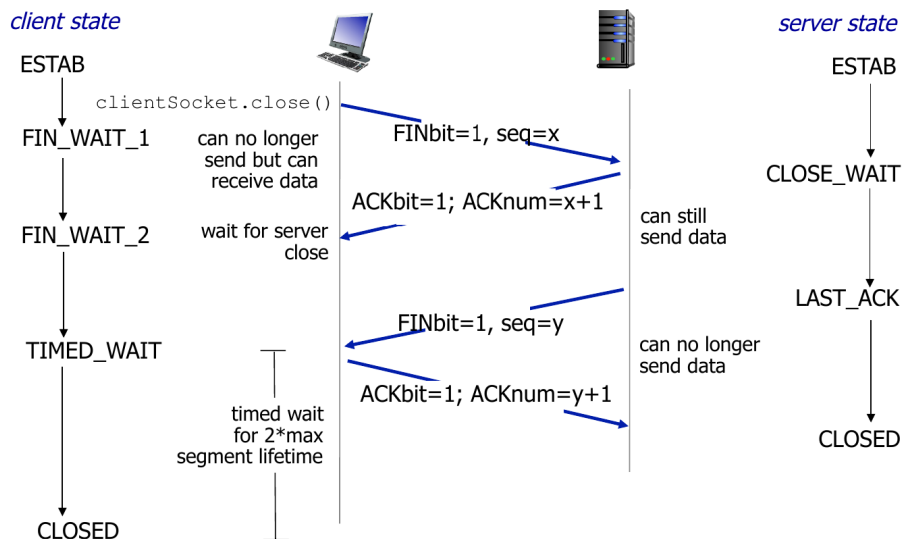 client state
server state
ESTAB
ESTAB
clientSocket.close()
FIN_WAIT_1
can no longer
send but can
receive data
FINbit=1, seq=x
CLOSE_WAIT
ACKbit=1; ACKnum=x+1
FIN_WAIT_2
wait for server
close
can still
send data
LAST_ACK
FINbit=1, seq=y
TIMED_WAIT
can no longer
send data
ACKbit=1; ACKnum=y+1
timed wait
for 2*max
segment lifetime
CLOSED
CLOSED